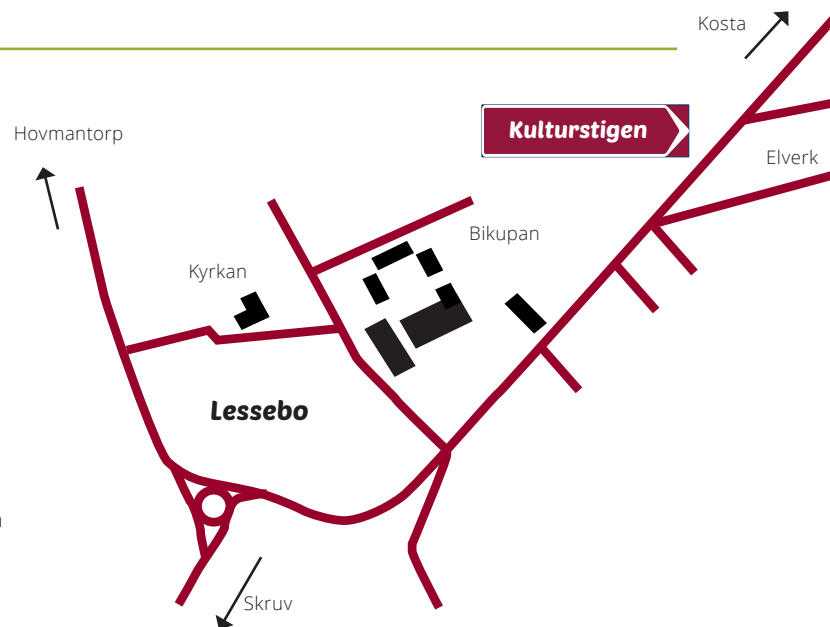 Kosta
Hovmantorp
Kulturstigen
Elverk
Bikupan
Kyrkan
Lessebo
Skruv